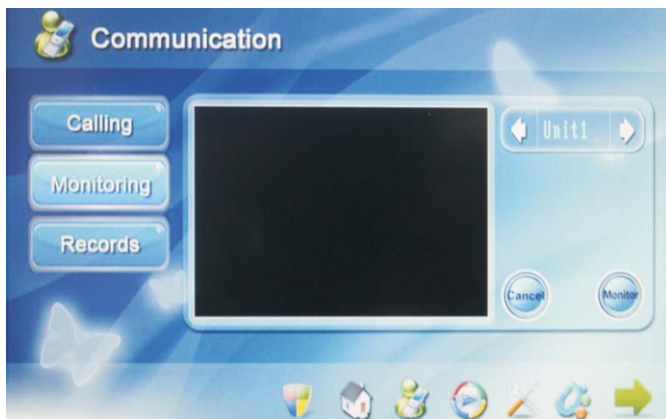 Communication
Calling
Unit1
Monitoring
Records
Cancel
Monitor